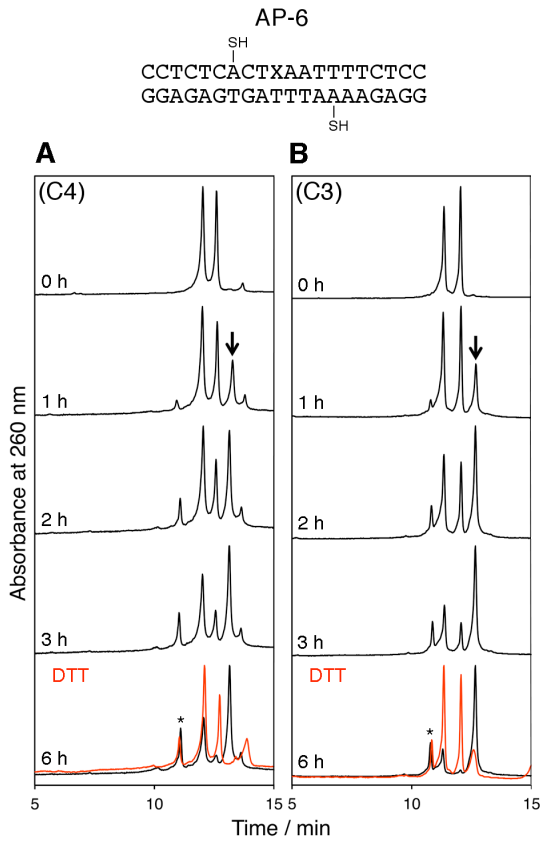 AP-6
SH
CCTCTCACTXAATTTTCTCC
GGAGAGTGATTTAAAAGAGG
SH
A
B
(C4)
(C3)
0 h
0 h
1 h
1 h
2 h
2 h
3 h
3 h
DTT
DTT
*
*
6 h
6 h
5
10
15
5
10
15
Time / min
Absorbance at 260 nm